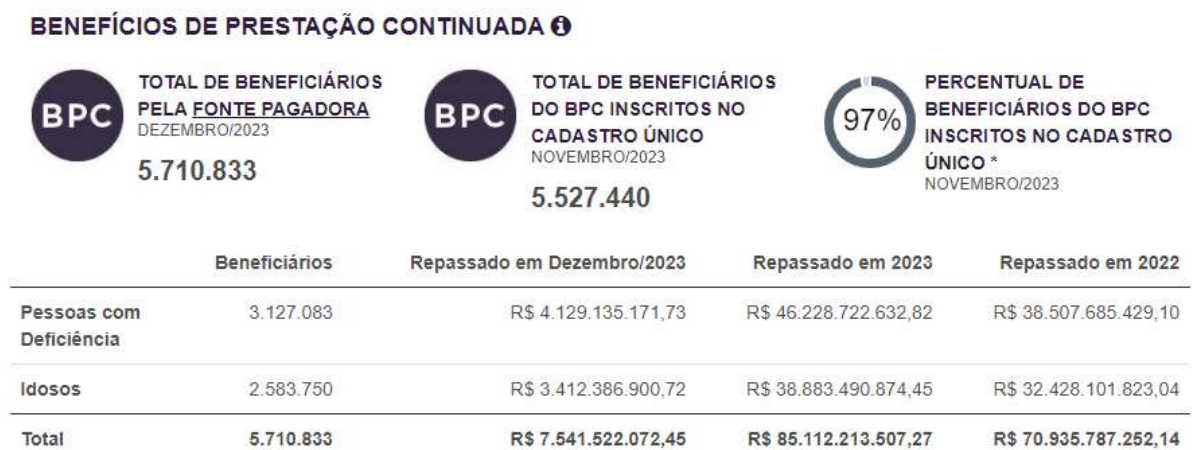 BENEFÍCIOS DE PRESTAÇÃO CONTINUADA i
BPC
TOTAL DE BENEFICIÁRIOS
PELA FONTE PAGADORA
DEZEMBRO/2023
5.710.833
BPC
TOTAL DE BENEFICIÁRIOS
DO BPC INSCRITOS NO
CADASTRO ÚNICO
NOVEMBRO/2023
5.527.440
97%
PERCENTUAL DE
BENEFICIÁRIOS DO BPC
INSCRITOS NO CADASTRO
ÚNICO *
NOVEMBRO/2023
Beneficiários Repassado em Dezembro/2023 Repassado em 2023 Repassado em 2022
Pessoas com
Deficiência
3.127.083 R$ 4.129.135.171,73 R$ 46.228.722.632,82 R$ 38.507.685.429,10
Idosos 2.583.750 R$ 3.412.386.900,72 R$ 38.883.490.874,45 R$ 32.428.101.823,04
Total 5.710.833 R$ 7.541.522.072,45 R$ 85.112.213.507,27 R$ 70.935.787.252,14